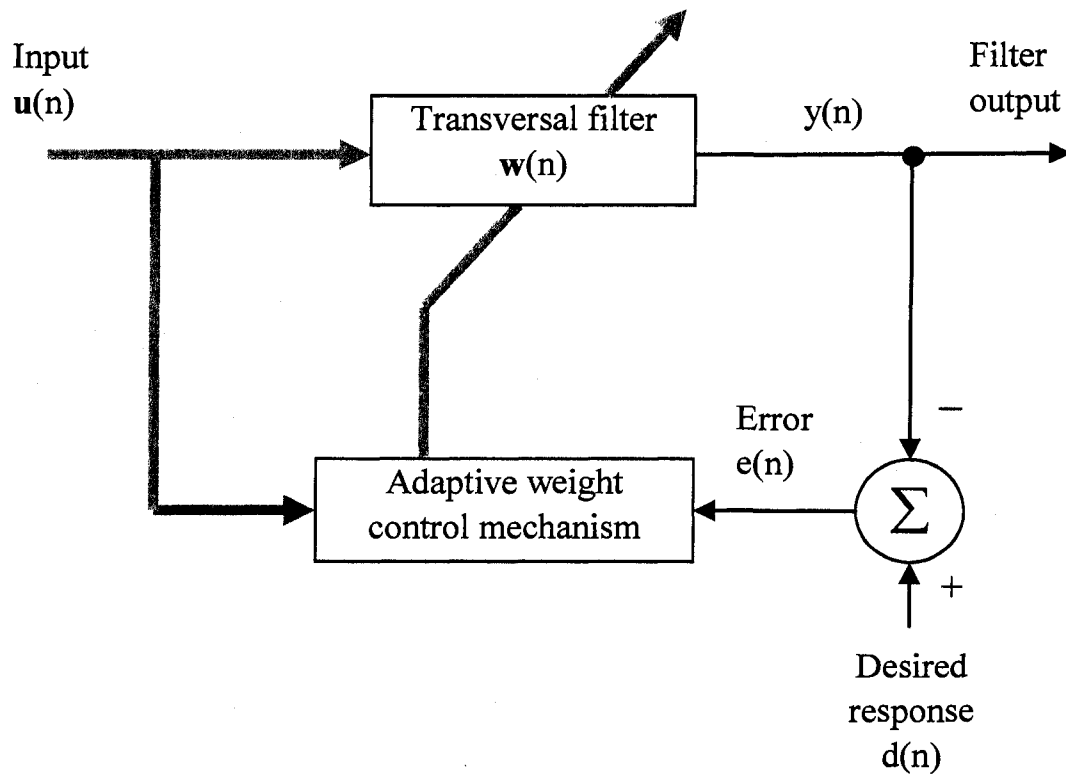 Input
u(n)
Transversal filter
w(n)
y(n)
Filter
output
Error
e(n)
−
Adaptive weight
control mechanism
Σ
+
Desired
response
d(n)